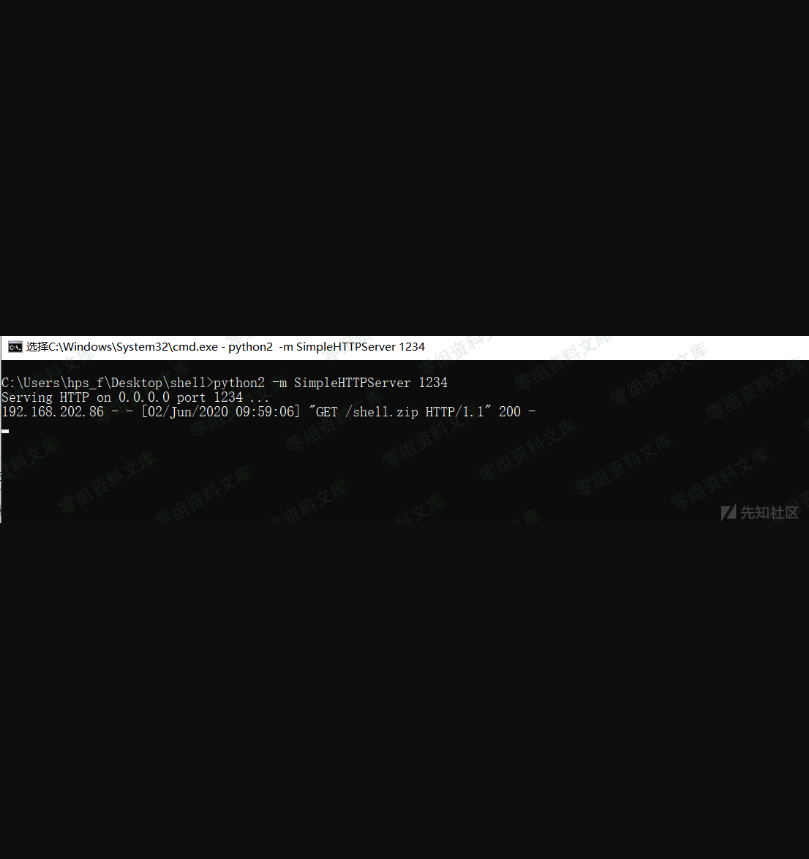 选择C:\Windows\System32\cmd.exe - python2 -m SimpleHTTPServer 1234
C:\Users\hps_f\Desktop\shell>python2 -m SimpleHTTPServer 1234
Serving HTTP on 0.0.0.0 port 1234 ...
192.168.202.86 - - [02/Jun/2020 09:59:06] "GET /shell.zip HTTP/1.1" 200 -
零组资料文库
先知社区